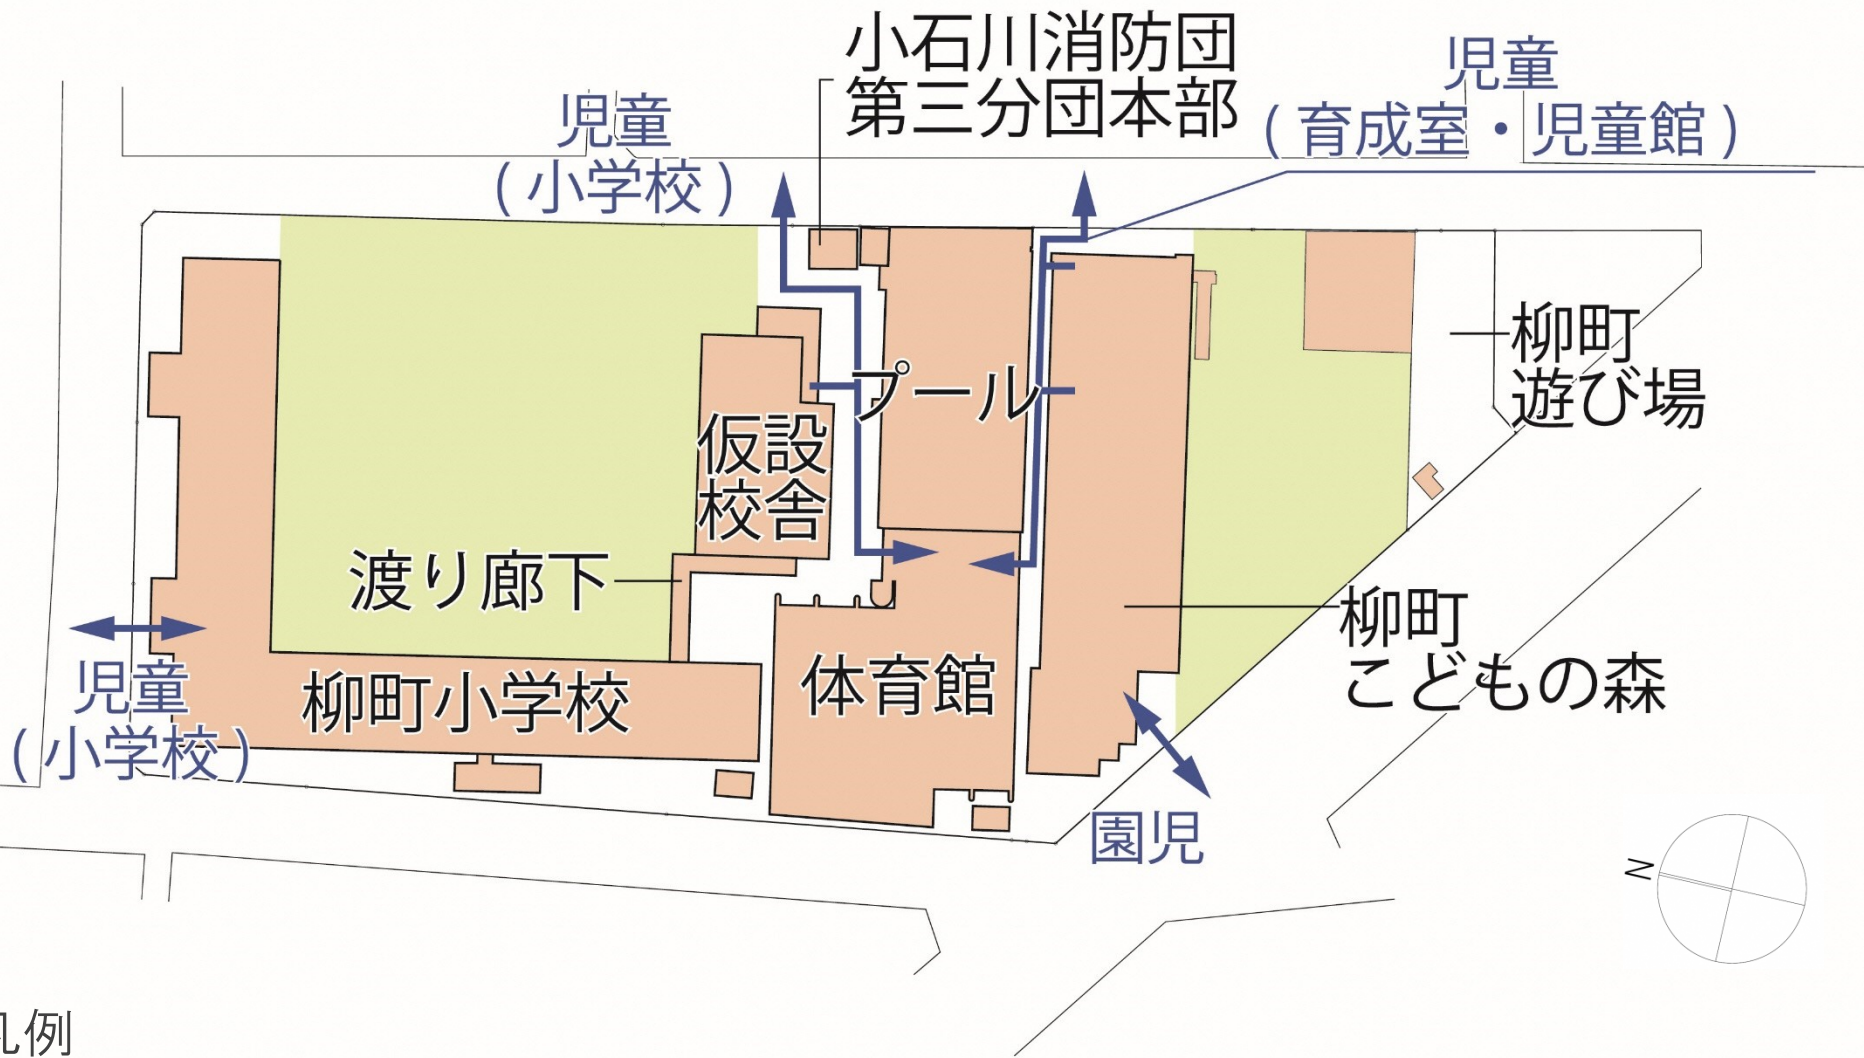 小石川消防団
第三分団本部
児童
(育成室・児童館)
児童
(小学校)
柳町
遊び場
プール
仮設
校舎
渡り廊下
柳町
こどもの森
体育館
柳町小学校
児童
(小学校)
園児
N
凡例